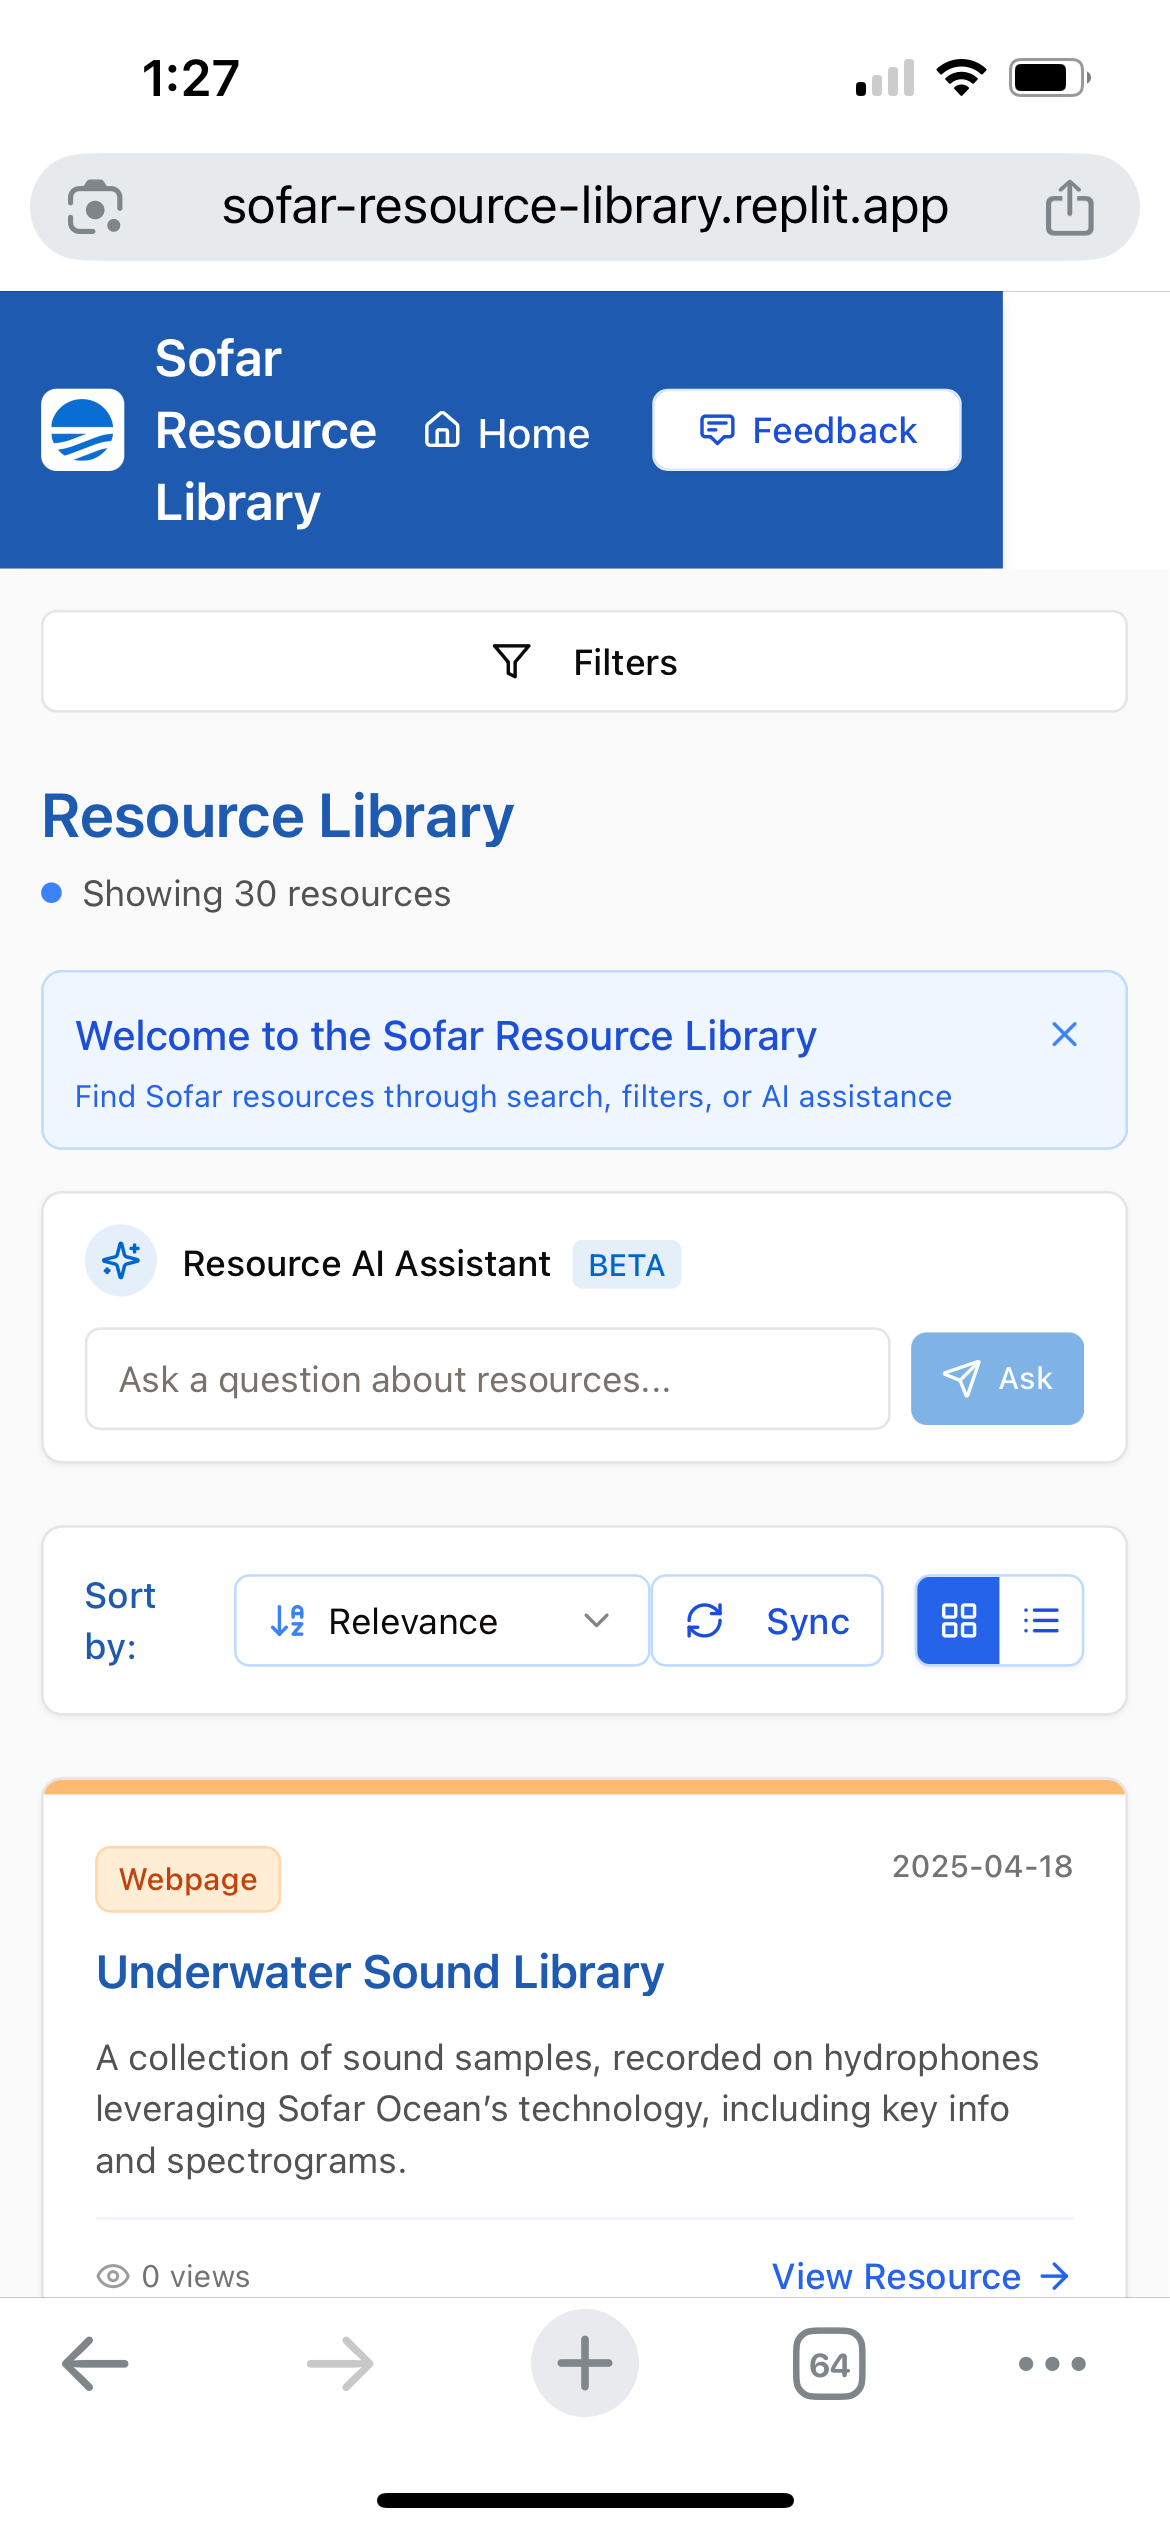 1:27
sofar-resource-library.replit.app
Sofar
Resource
Library
Home
Feedback
Filters
Resource Library
Showing 30 resources
Welcome to the Sofar Resource Library
Find Sofar resources through search, filters, or AI assistance
Resource AI Assistant BETA
Ask a question about resources...
Ask
Sort
by:
Relevance
Sync
Webpage
2025-04-18
Underwater Sound Library
A collection of sound samples, recorded on hydrophones
leveraging Sofar Ocean’s technology, including key info
and spectrograms.
0 views
View Resource
64